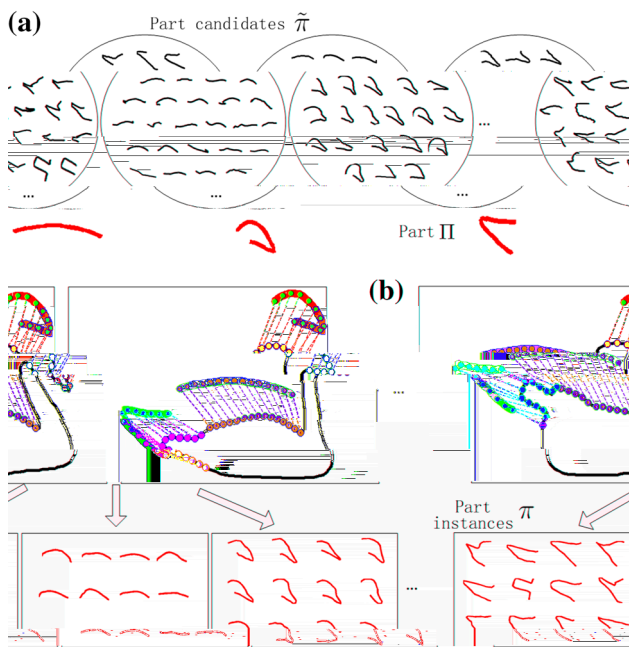 (a)
Part candidates π̃
...
...
...
...
Part Π
(b)
...
Part
instances π
...